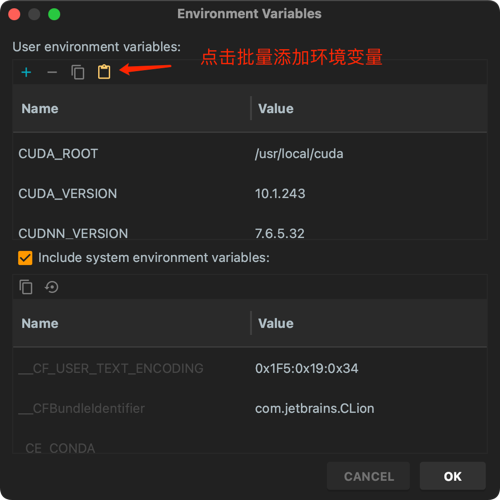 Environment Variables
User environment variables:
点击批量添加环境变量
Name Value
CUDA_ROOT /usr/local/cuda
CUDA_VERSION 10.1.243
CUDNN_VERSION 7.6.5.32
Include system environment variables:
Name Value
__CF_USER_TEXT_ENCODING 0x1F5:0x19:0x34
__CFBundleIdentifier com.jetbrains.CLion
_CE_CONDA
CANCEL OK